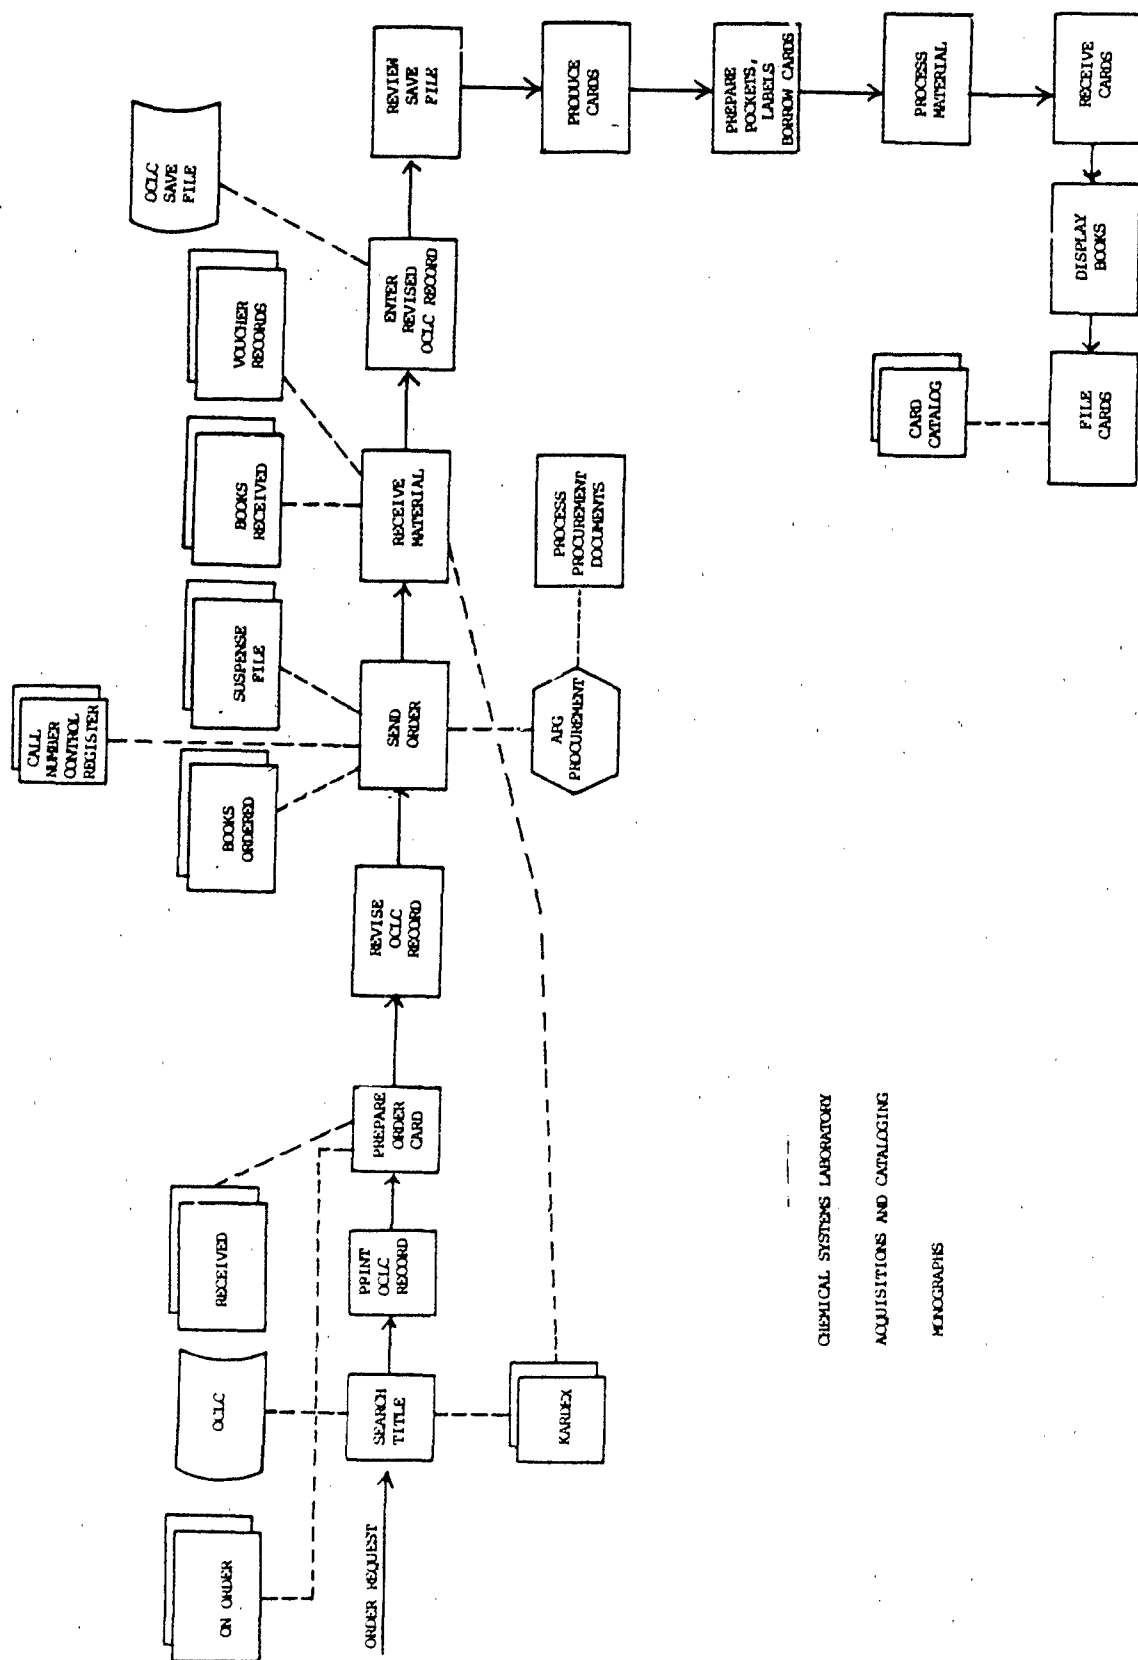 ON ORDER
OCLC
RECEIVED
ORDER REQUEST
SEARCH
TITLE
PRINT
OCLC
RECORD
PREPARE
ORDER
CARD
KARDEX
REVISE
OCLC
RECORD
BOOKS
ORDERED
CALL
NUMBER
CONTROL
REGISTER
SUSPENSE
FILE
SEND
ORDER
APG
PROCUREMENT
PROCESS
PROCUREMENT
DOCUMENTS
BOOKS
RECEIVED
VOUCHER
RECORDS
RECEIVE
MATERIAL
OCLC
SAVE
FILE
ENTER
REVISED
OCLC RECORD
REVIEW
SAVE
FILE
PRODUCE
CARDS
PREPARE
POCKETS,
LABELS
BORROW CARDS
PROCESS
MATERIAL
RECEIVE
CARDS
DISPLAY
BOOKS
FILE
CARDS
CARD
CATALOG
CHEMICAL SYSTEMS LABORATORY
ACQUISITIONS AND CATALOGING
MONOGRAPHS